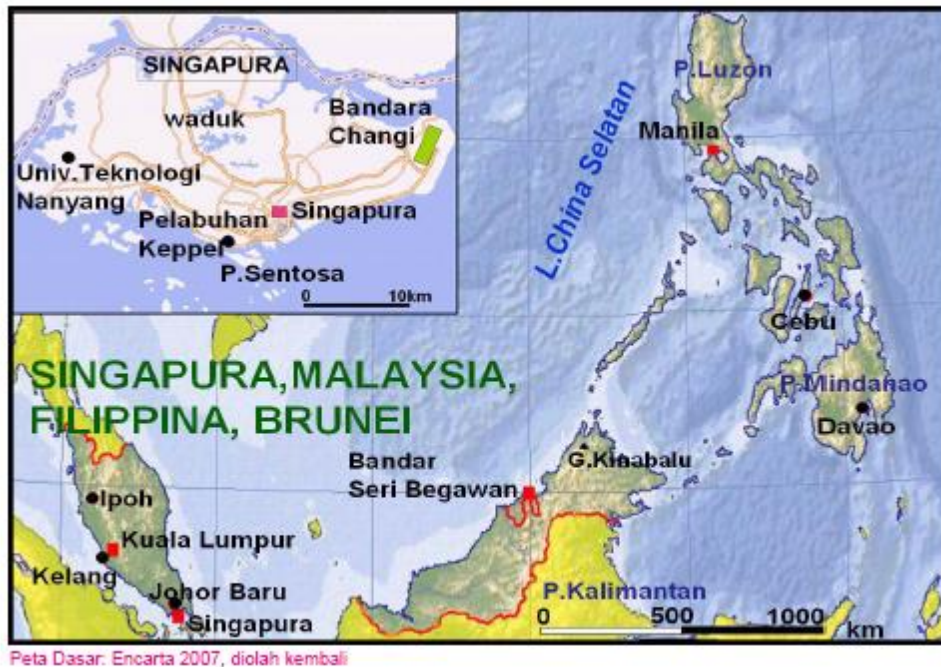 SINGAPURA
waduk
Bandara
Changi
Univ.Teknologi
Nanyang
Singapura
Pelabuhan
Keppel
P.Sentosa
0 10km
P.Luzon
Manila
L.China Selatan
Cebu
P.Mindanao
Davao
SINGAPURA,MALAYSIA,
FILIPPINA, BRUNEI
G.Kinabalu
Bandar
Seri Begawan
Ipoh
Kuala Lumpur
Kelang
Johor Baru
Singapura
P.Kalimantan
0 500 1000
km
Peta Dasar: Encarta 2007, diolah kembali